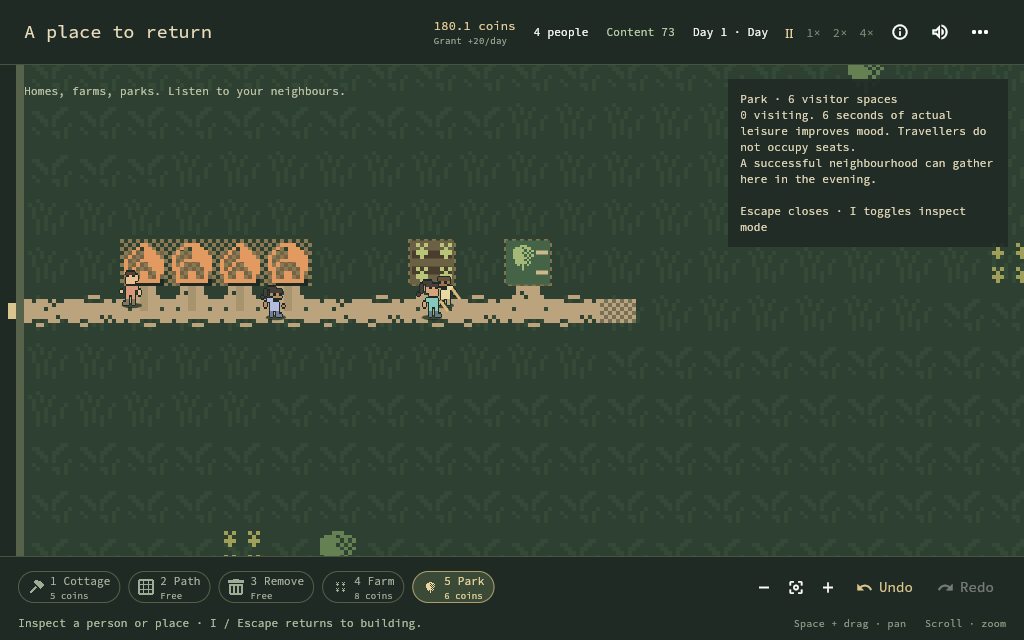 A place to return
180.1 coins
Grant +20/day
4 people
Content 73
Day 1 · Day
1×
2×
4×
Homes, farms, parks. Listen to your neighbours.
Park · 6 visitor spaces
0 visiting. 6 seconds of actual
leisure improves mood. Travellers do
not occupy seats.
A successful neighbourhood can gather
here in the evening.
Escape closes · I toggles inspect
mode
1 Cottage
5 coins
2 Path
Free
3 Remove
Free
4 Farm
8 coins
5 Park
6 coins
Undo
Redo
Inspect a person or place · I / Escape returns to building.
Space + drag · pan
Scroll · zoom